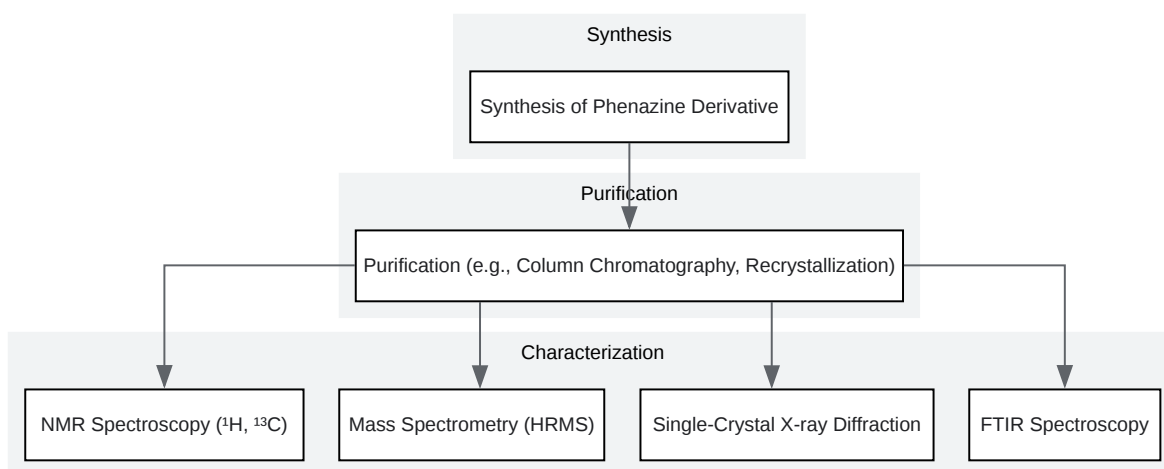 Synthesis
Synthesis of Phenazine Derivative
Purification
Purification (e.g., Column Chromatography, Recrystallization)
Characterization
NMR Spectroscopy (¹H, ¹³C)
Mass Spectrometry (HRMS)
Single-Crystal X-ray Diffraction
FTIR Spectroscopy